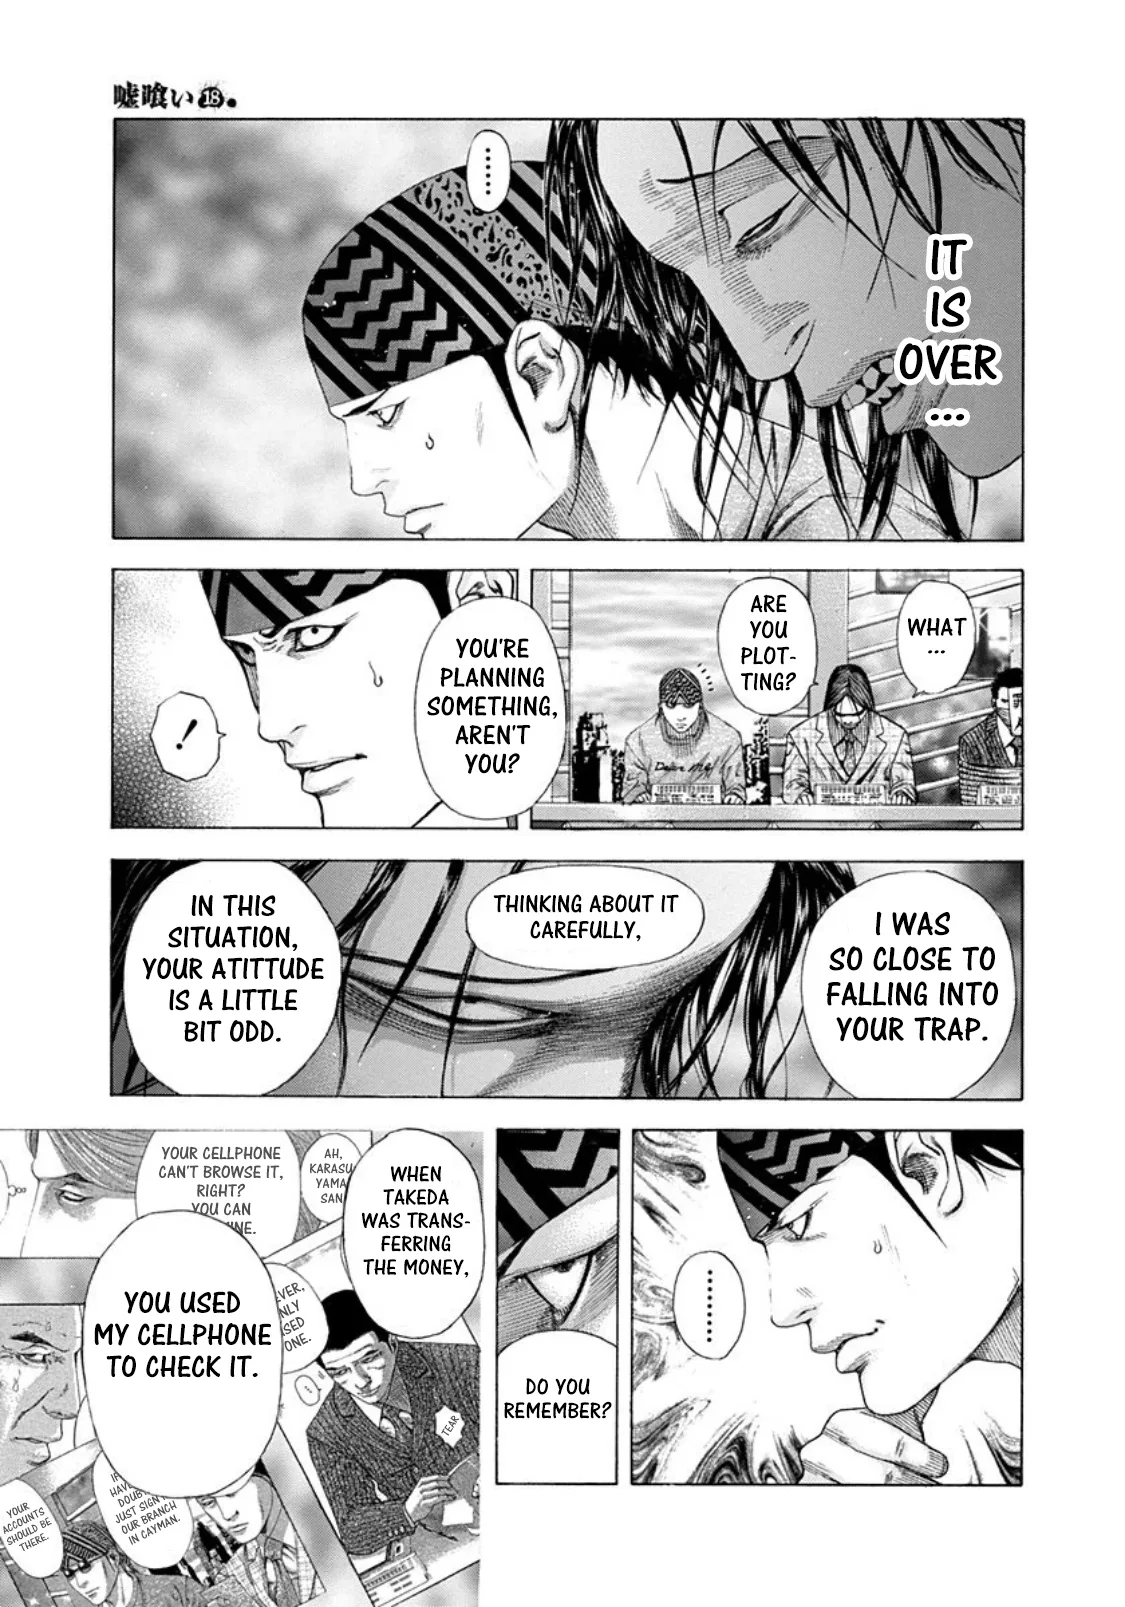 嘘喰い 18
IT
IS
OVER
...
WHAT
...
ARE
YOU
PLOT-
TING?
YOU'RE
PLANNING
SOMETHING,
AREN'T
YOU?
!
I WAS
SO CLOSE TO
FALLING INTO
YOUR TRAP.
THINKING ABOUT IT
CAREFULLY,
IN THIS
SITUATION,
YOUR ATITTUDE
IS A LITTLE
BIT ODD.
DO YOU
REMEMBER?
WHEN
TAKEDA
WAS TRANS-
FERRING
THE MONEY,
AH,
KARASU
YAMA
SAN,
YOUR CELLPHONE
CAN'T BROWSE IT,
RIGHT?
YOU CAN
YOU USED
MY CELLPHONE
TO CHECK IT.
TEAR
JUST SIGN
OUR BRANCH
IN CAYMAN.
YOUR
ACCOUNTS
SHOULD BE
THERE.